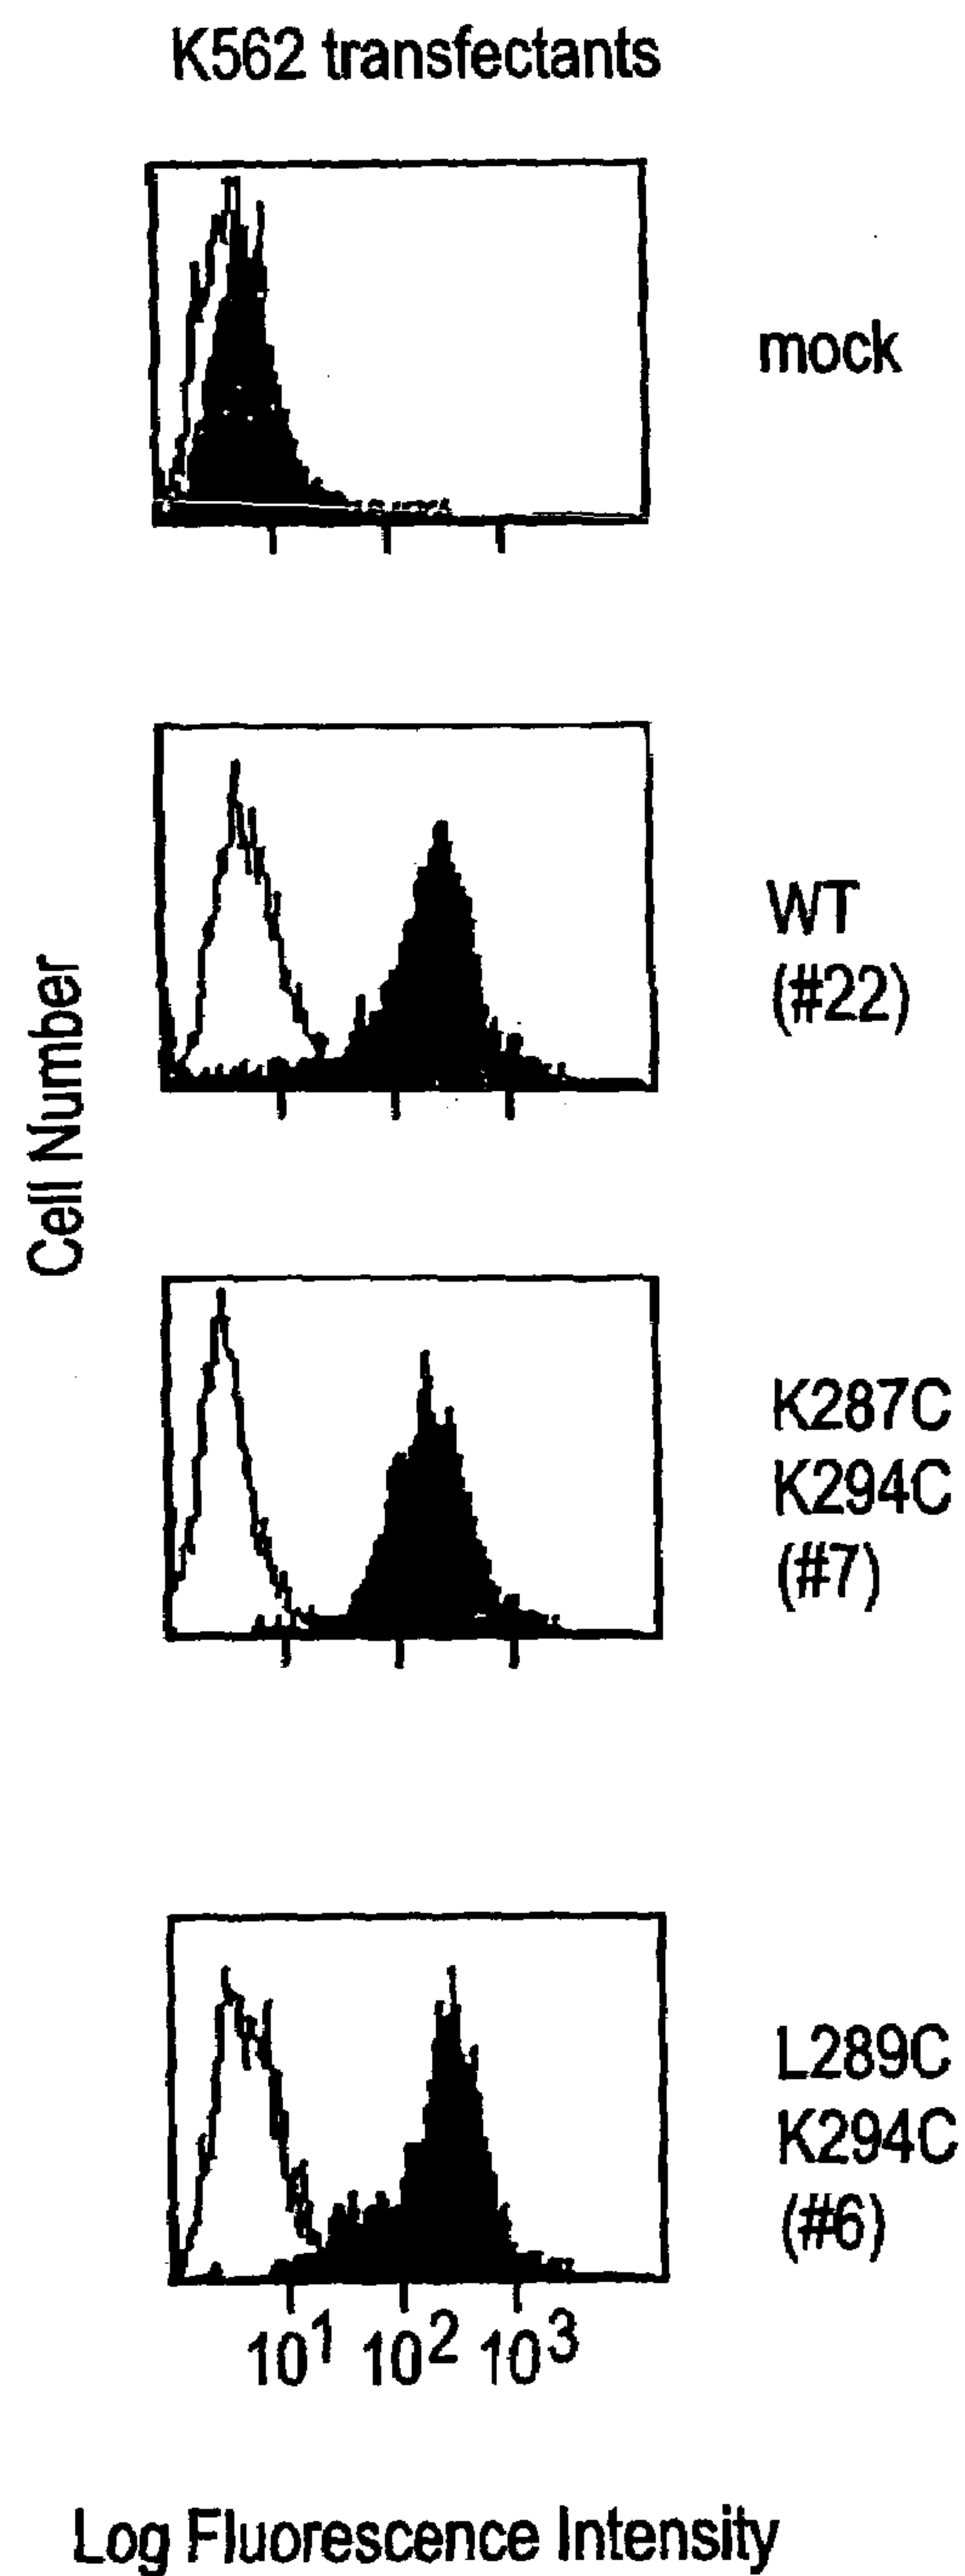 K562 transfectants
mock
WT
(#22)
Cell Number
K287C
K294C
(#7)
L289C
K294C
(#6)
10¹ 10² 10³
Log Fluorescence Intensity